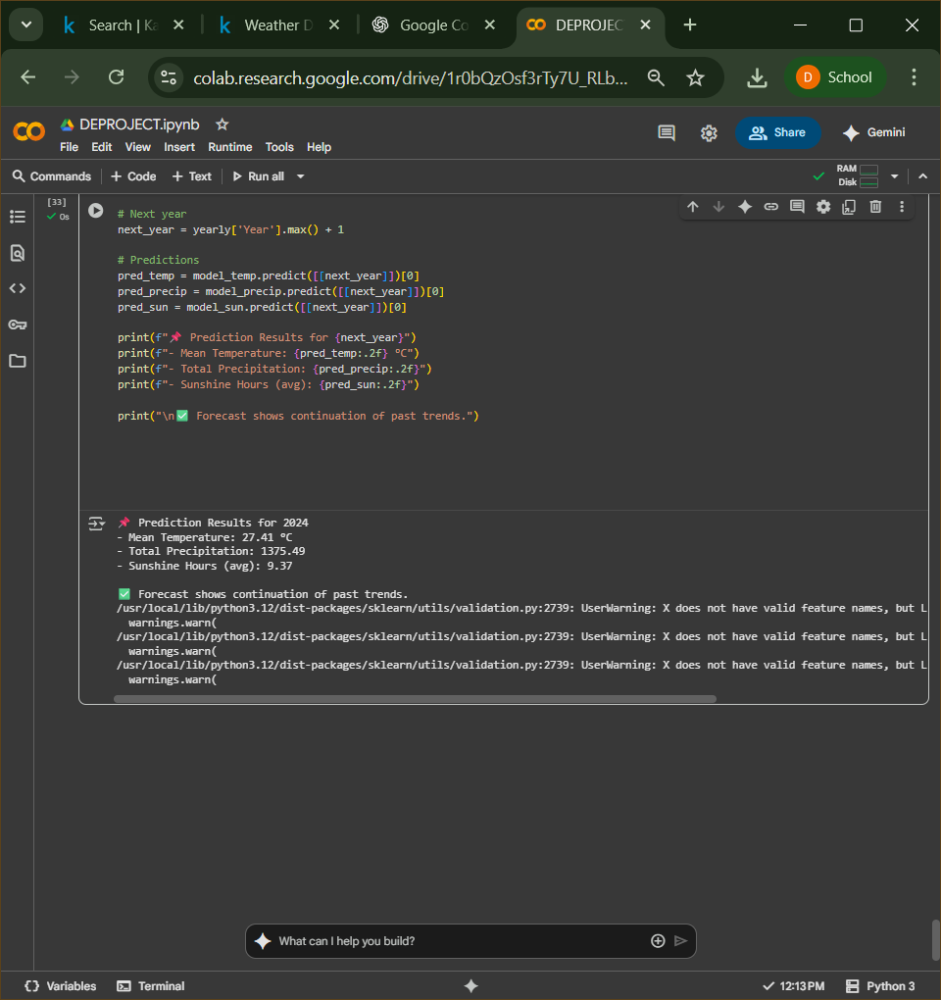 Search | Ka
Weather D
Google Co
DEPROJEC
colab.research.google.com/drive/1r0bQzOsf3rTy7U_RLb...
D School
CO DEPROJECT.ipynb
Share
Gemini
File Edit View Insert Runtime Tools Help
Commands + Code + Text Run all
RAM
Disk
[33]
0s
# Next year
next_year = yearly['Year'].max() + 1
# Predictions
pred_temp = model_temp.predict([[next_year]])[0]
pred_precip = model_precip.predict([[next_year]])[0]
pred_sun = model_sun.predict([[next_year]])[0]
print(f"📌 Prediction Results for {next_year}")
print(f"- Mean Temperature: {pred_temp:.2f} °C")
print(f"- Total Precipitation: {pred_precip:.2f}")
print(f"- Sunshine Hours (avg): {pred_sun:.2f}")
print("\n✅ Forecast shows continuation of past trends.")
📌 Prediction Results for 2024
- Mean Temperature: 27.41 °C
- Total Precipitation: 1375.49
- Sunshine Hours (avg): 9.37
✅ Forecast shows continuation of past trends.
/usr/local/lib/python3.12/dist-packages/sklearn/utils/validation.py:2739: UserWarning: X does not have valid feature names, but L
warnings.warn(
/usr/local/lib/python3.12/dist-packages/sklearn/utils/validation.py:2739: UserWarning: X does not have valid feature names, but L
warnings.warn(
/usr/local/lib/python3.12/dist-packages/sklearn/utils/validation.py:2739: UserWarning: X does not have valid feature names, but L
warnings.warn(
What can I help you build?
Variables Terminal
12:13 PM Python 3